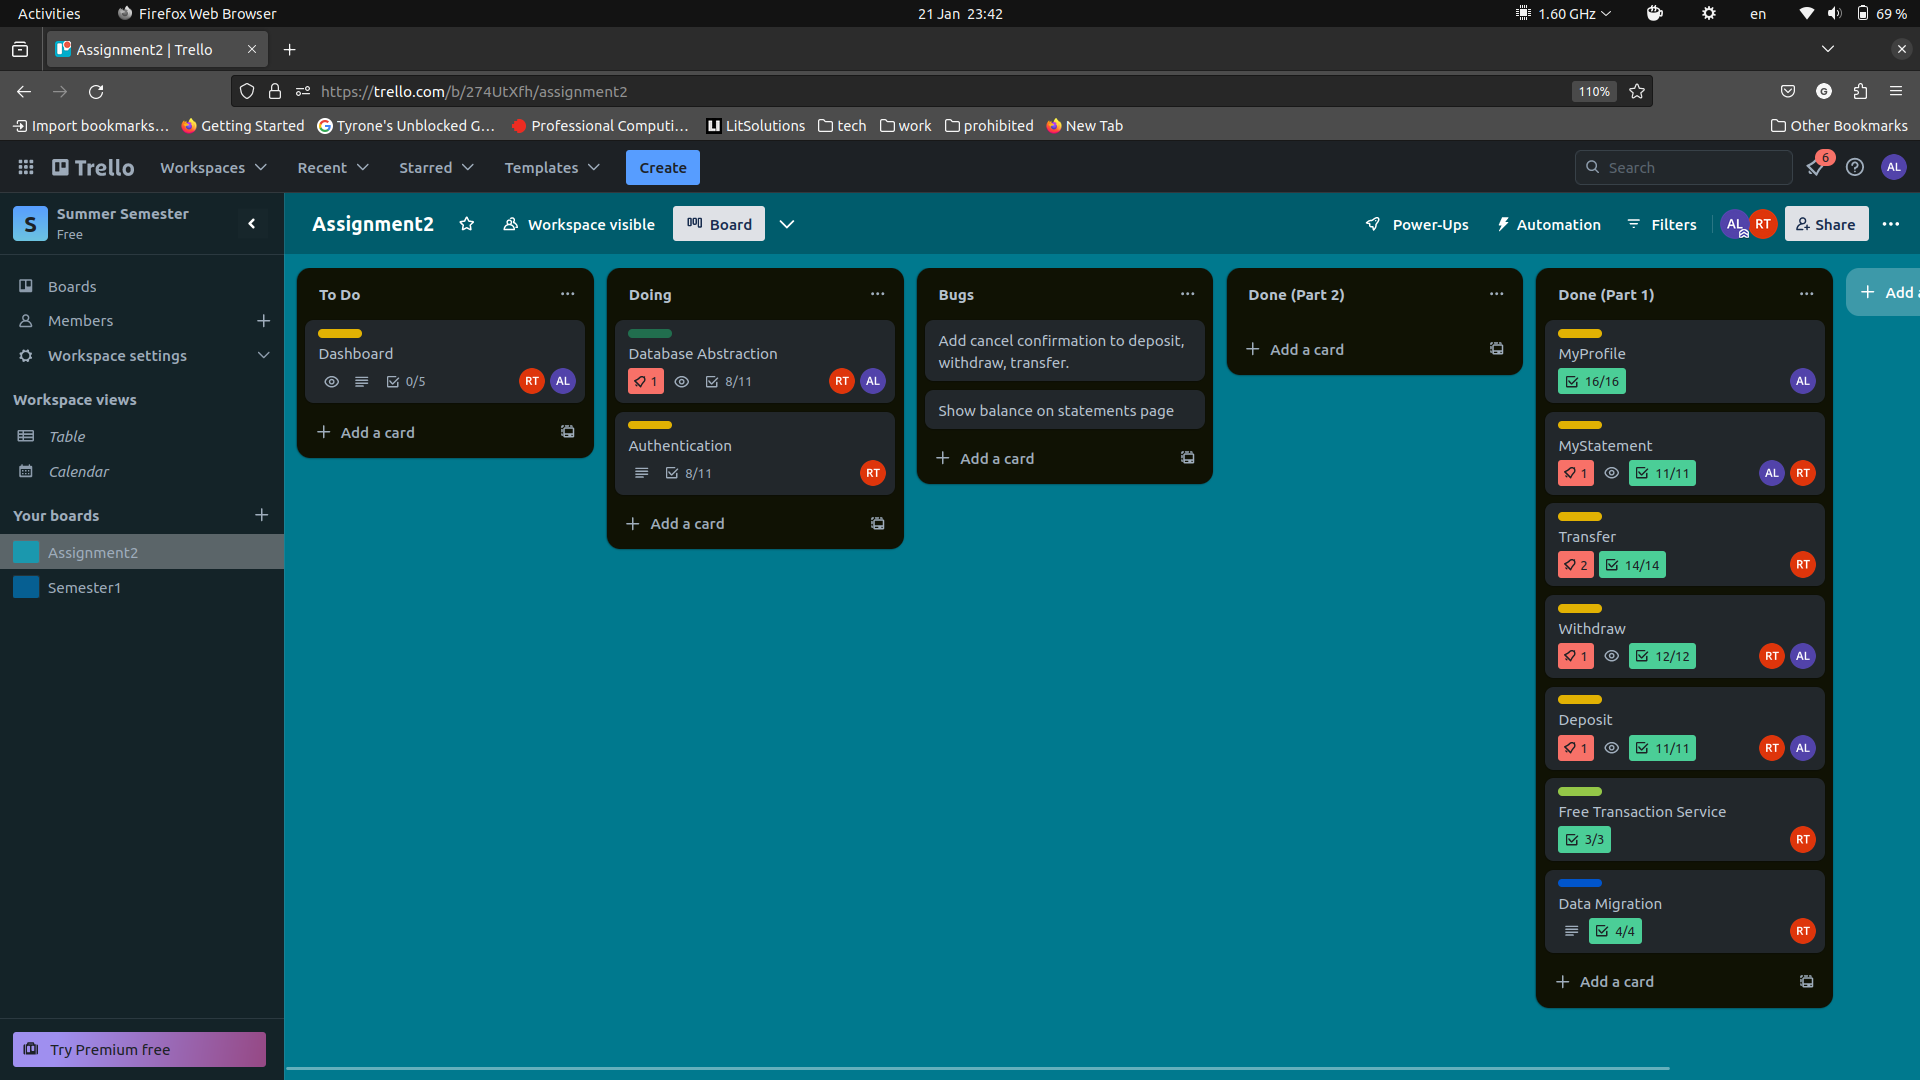 Activities
Firefox Web Browser
21 Jan 23:42
1.60 GHz
en
69 %
Assignment2 | Trello
https://trello.com/b/274UtXfh/assignment2
110%
Import bookmarks...
Getting Started
Tyrone's Unblocked G...
Professional Computi...
LitSolutions
tech
work
prohibited
New Tab
Other Bookmarks
Trello
Workspaces
Recent
Starred
Templates
Create
Search
6
AL
S
Summer Semester
Free
Assignment2
Workspace visible
Board
Power-Ups
Automation
Filters
AL
RT
Share
Boards
Members
Workspace settings
Workspace views
Table
Calendar
Your boards
Assignment2
Semester1
Try Premium free
To Do
Dashboard
0/5
RT
AL
Add a card
Doing
Database Abstraction
1
8/11
RT
AL
Authentication
8/11
RT
Add a card
Bugs
Add cancel confirmation to deposit,
withdraw, transfer.
Show balance on statements page
Add a card
Done (Part 2)
Add a card
Done (Part 1)
MyProfile
16/16
AL
MyStatement
1
11/11
AL
RT
Transfer
2
14/14
RT
Withdraw
1
12/12
RT
AL
Deposit
1
11/11
RT
AL
Free Transaction Service
3/3
RT
Data Migration
4/4
RT
Add a card
Add